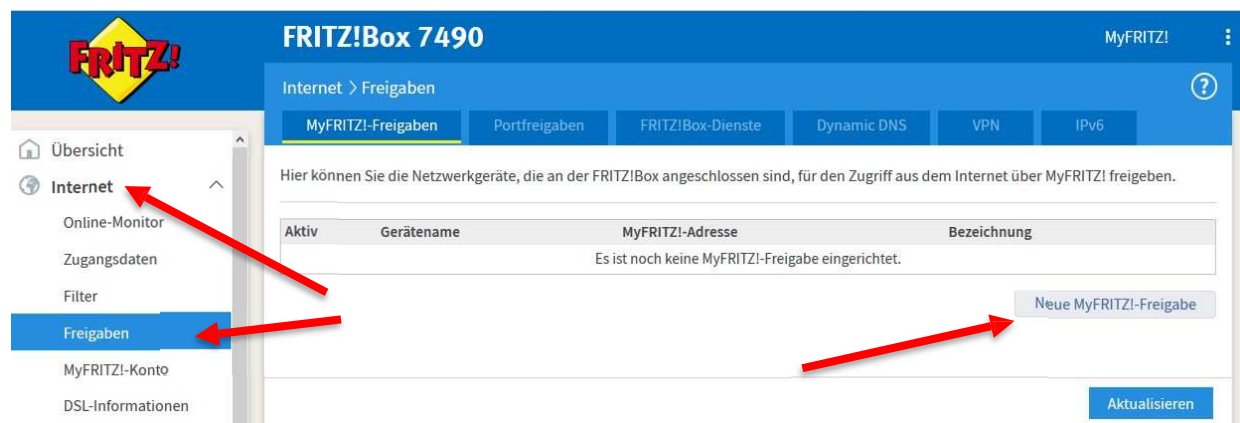 FRITZ!
FRITZ!Box 7490
MyFRITZ!
Internet > Freigaben
?
MyFRITZ!-Freigaben Portfreigaben FRITZ!Box-Dienste Dynamic DNS VPN IPv6
Übersicht
Internet
Online-Monitor
Zugangsdaten
Filter
Freigaben
MyFRITZ!-Konto
DSL-Informationen
Hier können Sie die Netzwerkgeräte, die an der FRITZ!Box angeschlossen sind, für den Zugriff aus dem Internet über MyFRITZ! freigeben.
Aktiv Gerätename MyFRITZ!-Adresse Bezeichnung
Es ist noch keine MyFRITZ!-Freigabe eingerichtet.
Neue MyFRITZ!-Freigabe
Aktualisieren